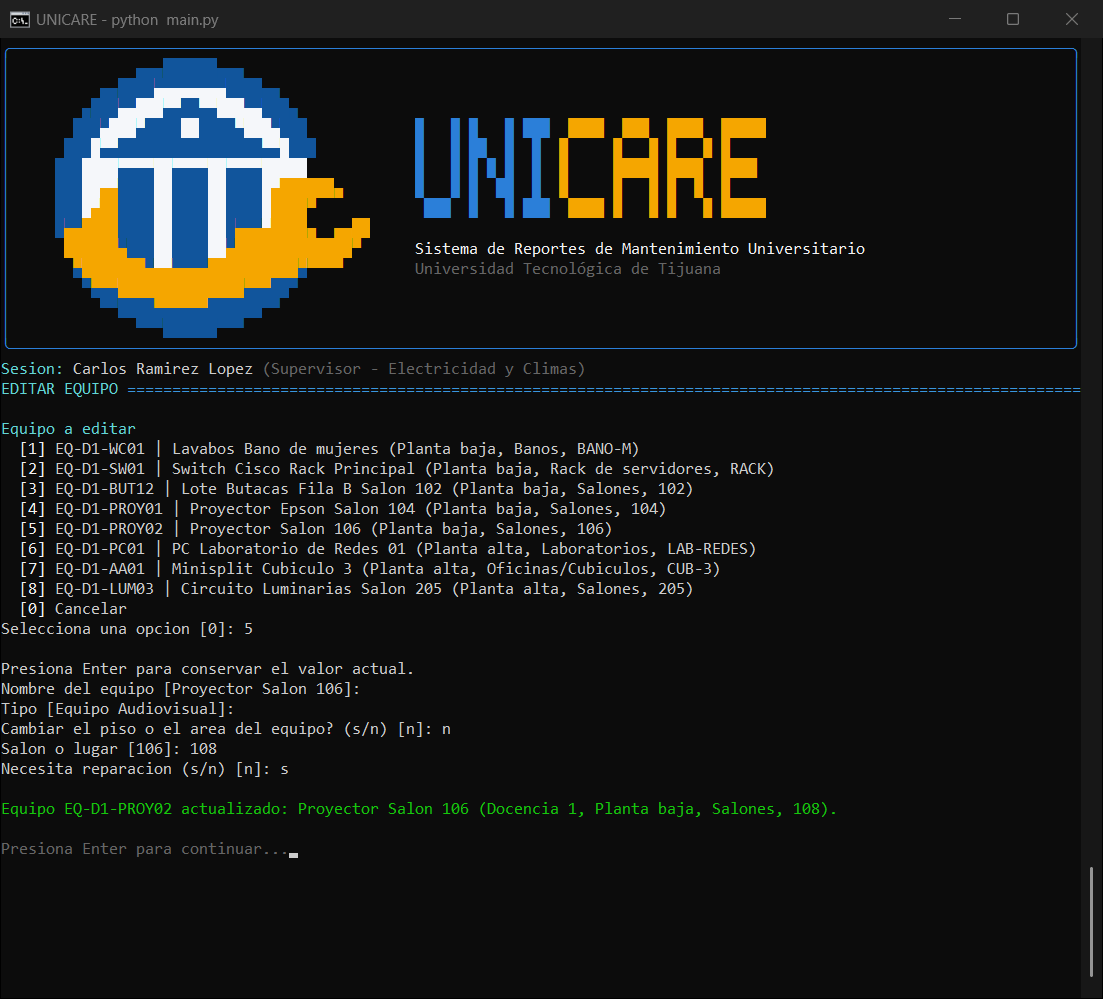 UNICARE - python  main.py
UNICARE
Sistema de Reportes de Mantenimiento Universitario
Universidad Tecnológica de Tijuana
Sesion: Carlos Ramirez Lopez (Supervisor - Electricidad y Climas)
EDITAR EQUIPO ==========================================================================================================
Equipo a editar
[1] EQ-D1-WC01 | Lavabos Bano de mujeres (Planta baja, Banos, BANO-M)
[2] EQ-D1-SW01 | Switch Cisco Rack Principal (Planta baja, Rack de servidores, RACK)
[3] EQ-D1-BUT12 | Lote Butacas Fila B Salon 102 (Planta baja, Salones, 102)
[4] EQ-D1-PROY01 | Proyector Epson Salon 104 (Planta baja, Salones, 104)
[5] EQ-D1-PROY02 | Proyector Salon 106 (Planta baja, Salones, 106)
[6] EQ-D1-PC01 | PC Laboratorio de Redes 01 (Planta alta, Laboratorios, LAB-REDES)
[7] EQ-D1-AA01 | Minisplit Cubiculo 3 (Planta alta, Oficinas/Cubiculos, CUB-3)
[8] EQ-D1-LUM03 | Circuito Luminarias Salon 205 (Planta alta, Salones, 205)
[0] Cancelar
Selecciona una opcion [0]: 5
Presiona Enter para conservar el valor actual.
Nombre del equipo [Proyector Salon 106]:
Tipo [Equipo Audiovisual]:
Cambiar el piso o el area del equipo? (s/n) [n]: n
Salon o lugar [106]: 108
Necesita reparacion (s/n) [n]: s
Equipo EQ-D1-PROY02 actualizado: Proyector Salon 106 (Docencia 1, Planta baja, Salones, 108).
Presiona Enter para continuar...